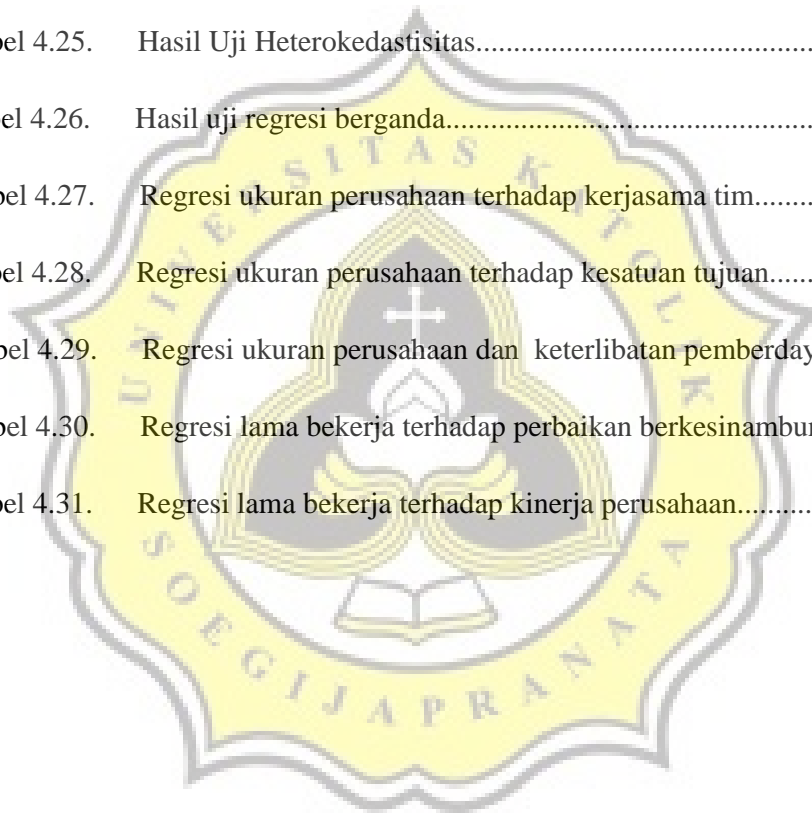 bel 4.25. Hasil Uji Heterokedastisitas.......................................
bel 4.26. Hasil uji regresi berganda............................................
bel 4.27. Regresi ukuran perusahaan terhadap kerjasama tim.......
bel 4.28. Regresi ukuran perusahaan terhadap kesatuan tujuan.....
bel 4.29. Regresi ukuran perusahaan dan keterlibatan pemberday
bel 4.30. Regresi lama bekerja terhadap perbaikan berkesinambu
bel 4.31. Regresi lama bekerja terhadap kinerja perusahaan..........
UNIVERSITAS KATOLIK
SOEGIJAPRANATA